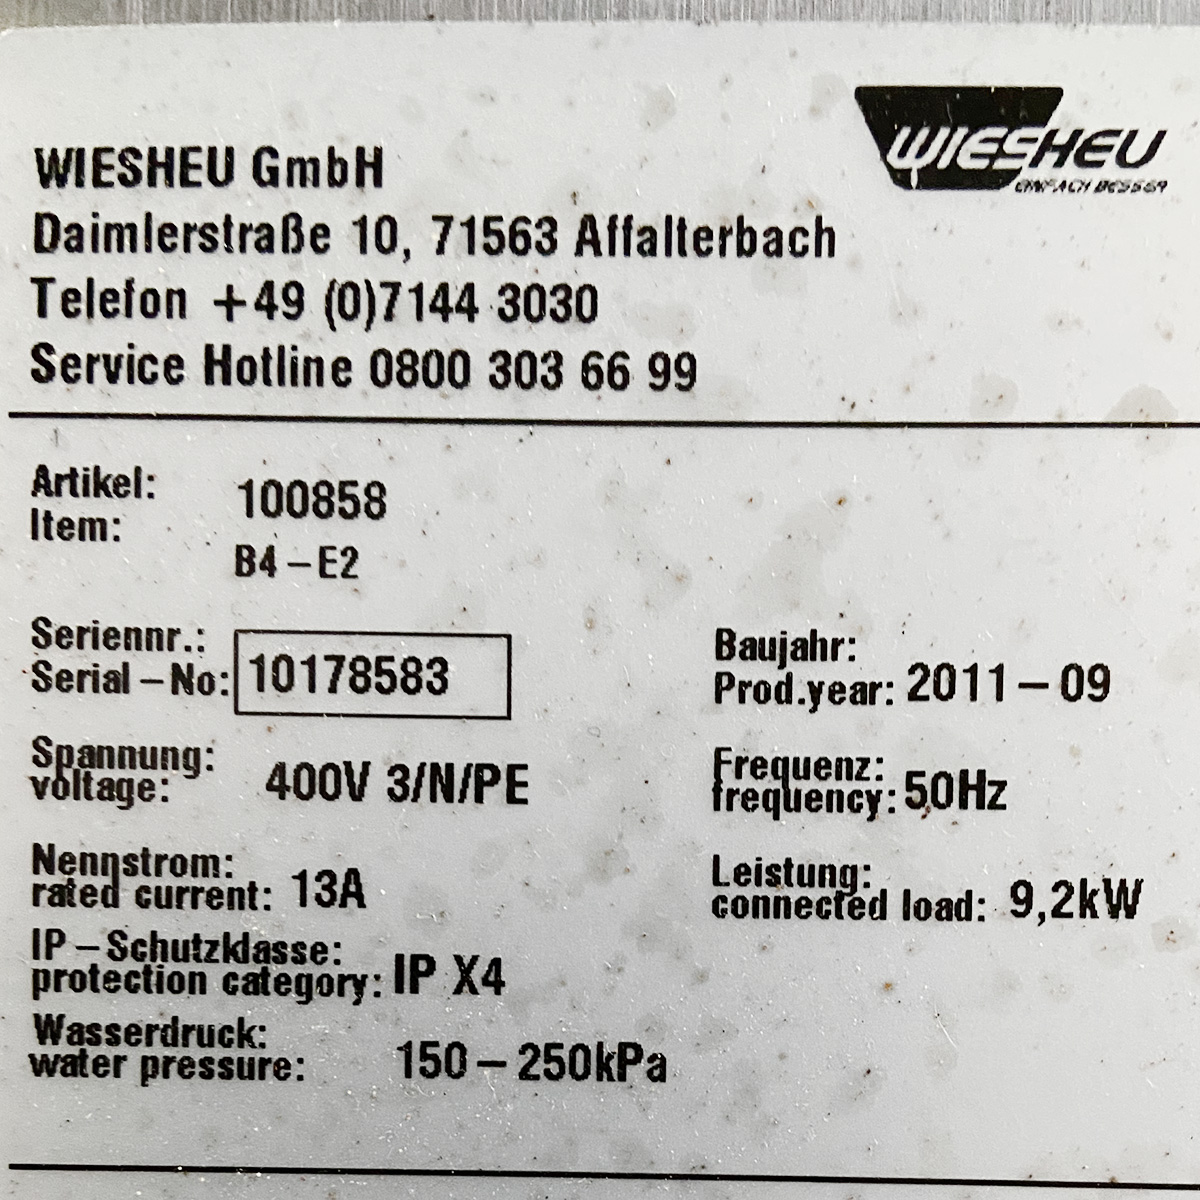 WIESHEU
EINFACH BESSER
WIESHEU GmbH
Daimlerstraße 10, 71563 Affalterbach
Telefon +49 (0)7144 3030
Service Hotline 0800 303 66 99
Artikel:
Item:
100858
B4-E2
Seriennr.:
Serial-No: 10178583
Baujahr:
Prod.year: 2011-09
Spannung:
voltage: 400V 3/N/PE
Frequenz:
frequency: 50Hz
Nennstrom:
rated current: 13A
Leistung:
connected load: 9,2kW
IP-Schutzklasse:
protection category: IP X4
Wasserdruck:
water pressure: 150-250kPa